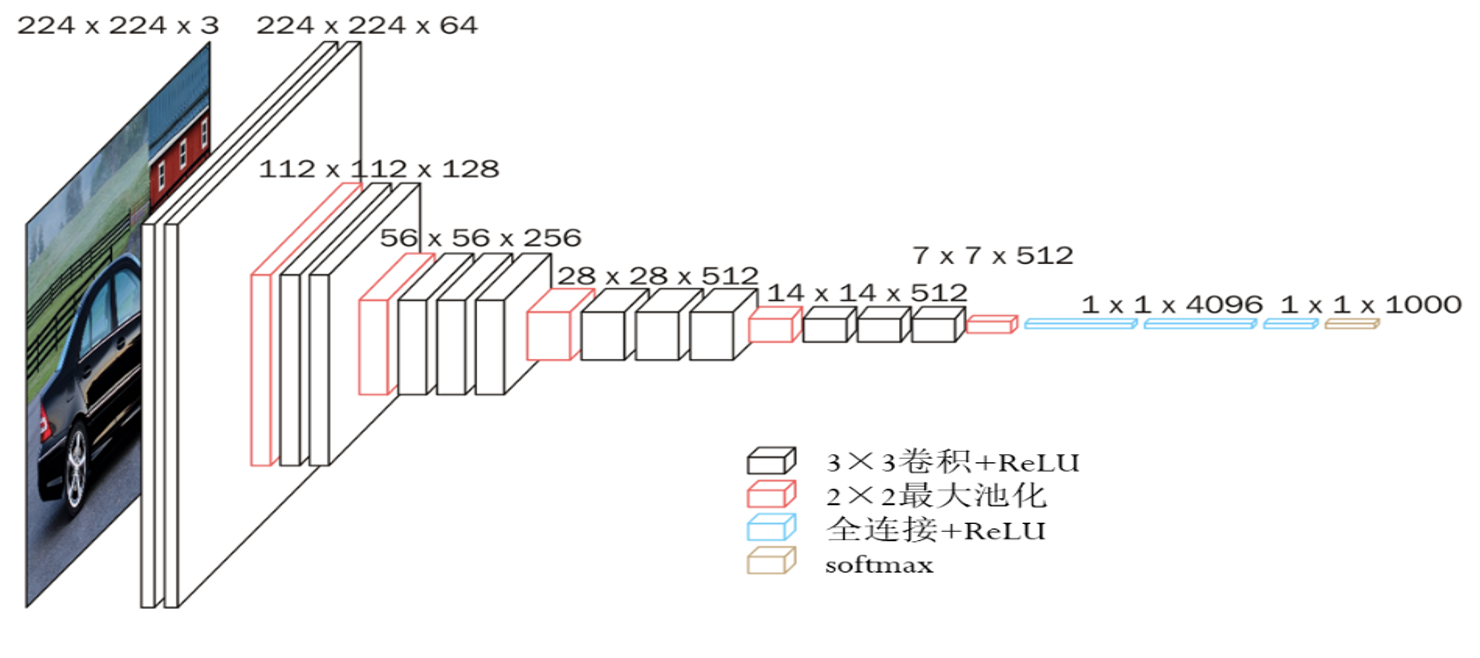 224 x 224 x 3
224 x 224 x 64
112 x 112 x 128
56 x 56 x 256
28 x 28 x 512
14 x 14 x 512
7 x 7 x 512
1 x 1 x 4096
1 x 1 x 1000
3×3卷积+ReLU
2×2最大池化
全连接+ReLU
softmax